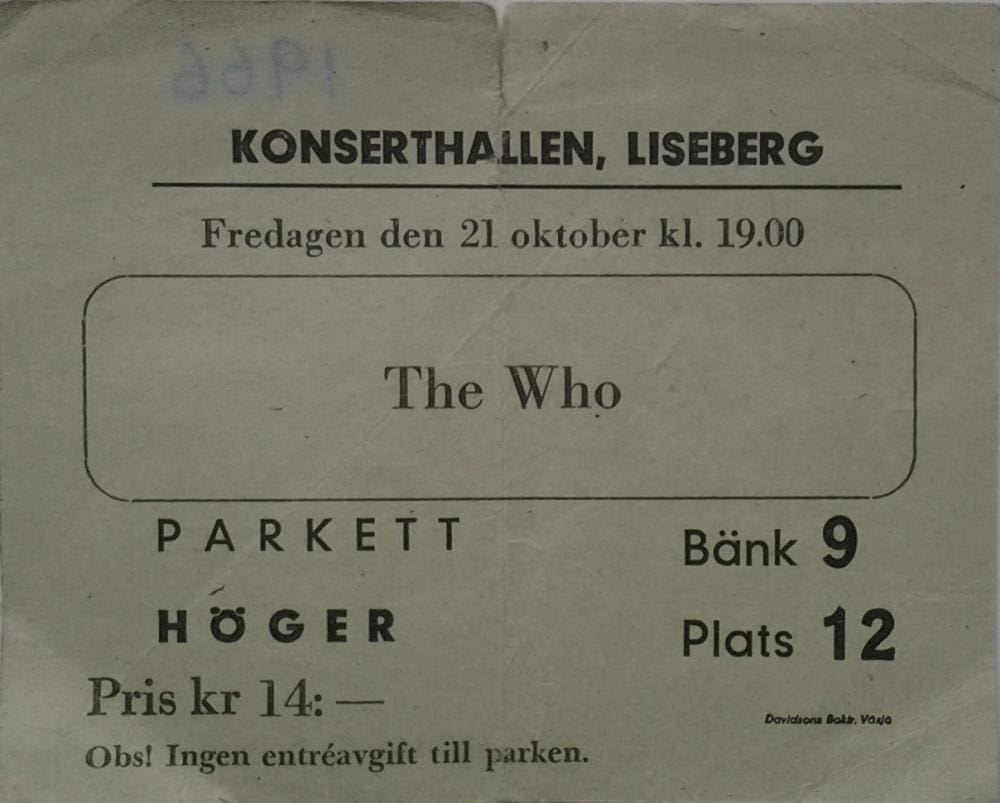 1966
KONSERTHALLEN, LISEBERG
Fredagen den 21 oktober kl. 19.00
The Who
PARKETT
Bänk 9
HÖGER
Plats 12
Pris kr 14: —
Davidsons Boktr, Växjö
Obs! Ingen entréavgift till parken.